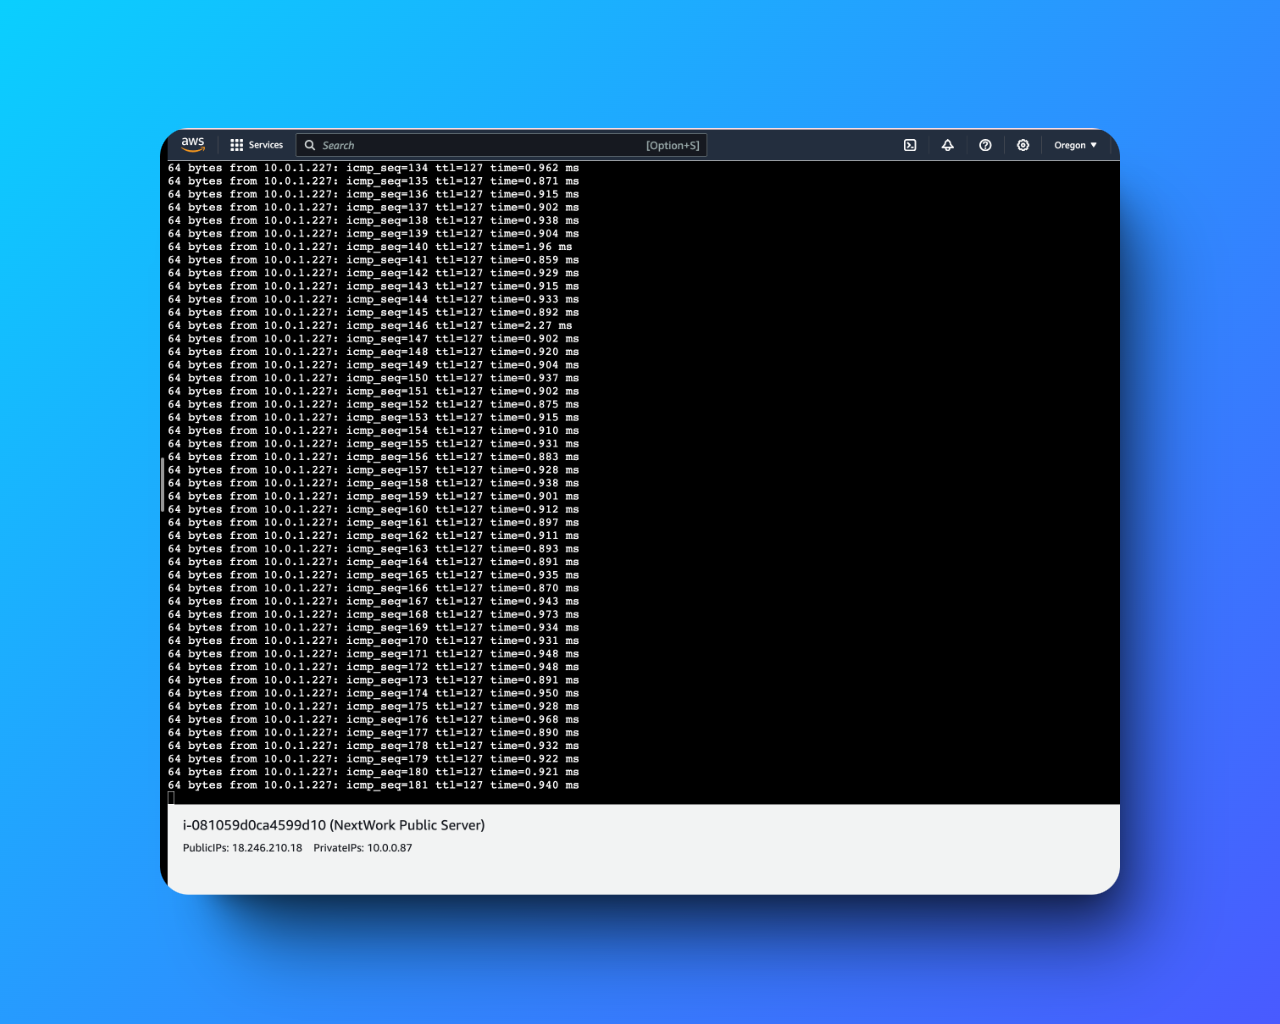 aws Services Search [Option+S] Oregon
64 bytes from 10.0.1.227: icmp_seq=134 ttl=127 time=0.962 ms
64 bytes from 10.0.1.227: icmp_seq=135 ttl=127 time=0.871 ms
64 bytes from 10.0.1.227: icmp_seq=136 ttl=127 time=0.915 ms
64 bytes from 10.0.1.227: icmp_seq=137 ttl=127 time=0.902 ms
64 bytes from 10.0.1.227: icmp_seq=138 ttl=127 time=0.938 ms
64 bytes from 10.0.1.227: icmp_seq=139 ttl=127 time=0.904 ms
64 bytes from 10.0.1.227: icmp_seq=140 ttl=127 time=1.96 ms
64 bytes from 10.0.1.227: icmp_seq=141 ttl=127 time=0.859 ms
64 bytes from 10.0.1.227: icmp_seq=142 ttl=127 time=0.929 ms
64 bytes from 10.0.1.227: icmp_seq=143 ttl=127 time=0.915 ms
64 bytes from 10.0.1.227: icmp_seq=144 ttl=127 time=0.933 ms
64 bytes from 10.0.1.227: icmp_seq=145 ttl=127 time=0.892 ms
64 bytes from 10.0.1.227: icmp_seq=146 ttl=127 time=2.27 ms
64 bytes from 10.0.1.227: icmp_seq=147 ttl=127 time=0.902 ms
64 bytes from 10.0.1.227: icmp_seq=148 ttl=127 time=0.920 ms
64 bytes from 10.0.1.227: icmp_seq=149 ttl=127 time=0.904 ms
64 bytes from 10.0.1.227: icmp_seq=150 ttl=127 time=0.937 ms
64 bytes from 10.0.1.227: icmp_seq=151 ttl=127 time=0.902 ms
64 bytes from 10.0.1.227: icmp_seq=152 ttl=127 time=0.875 ms
64 bytes from 10.0.1.227: icmp_seq=153 ttl=127 time=0.915 ms
64 bytes from 10.0.1.227: icmp_seq=154 ttl=127 time=0.910 ms
64 bytes from 10.0.1.227: icmp_seq=155 ttl=127 time=0.931 ms
64 bytes from 10.0.1.227: icmp_seq=156 ttl=127 time=0.883 ms
64 bytes from 10.0.1.227: icmp_seq=157 ttl=127 time=0.928 ms
64 bytes from 10.0.1.227: icmp_seq=158 ttl=127 time=0.938 ms
64 bytes from 10.0.1.227: icmp_seq=159 ttl=127 time=0.901 ms
64 bytes from 10.0.1.227: icmp_seq=160 ttl=127 time=0.912 ms
64 bytes from 10.0.1.227: icmp_seq=161 ttl=127 time=0.897 ms
64 bytes from 10.0.1.227: icmp_seq=162 ttl=127 time=0.911 ms
64 bytes from 10.0.1.227: icmp_seq=163 ttl=127 time=0.893 ms
64 bytes from 10.0.1.227: icmp_seq=164 ttl=127 time=0.891 ms
64 bytes from 10.0.1.227: icmp_seq=165 ttl=127 time=0.935 ms
64 bytes from 10.0.1.227: icmp_seq=166 ttl=127 time=0.870 ms
64 bytes from 10.0.1.227: icmp_seq=167 ttl=127 time=0.943 ms
64 bytes from 10.0.1.227: icmp_seq=168 ttl=127 time=0.973 ms
64 bytes from 10.0.1.227: icmp_seq=169 ttl=127 time=0.934 ms
64 bytes from 10.0.1.227: icmp_seq=170 ttl=127 time=0.931 ms
64 bytes from 10.0.1.227: icmp_seq=171 ttl=127 time=0.948 ms
64 bytes from 10.0.1.227: icmp_seq=172 ttl=127 time=0.948 ms
64 bytes from 10.0.1.227: icmp_seq=173 ttl=127 time=0.891 ms
64 bytes from 10.0.1.227: icmp_seq=174 ttl=127 time=0.950 ms
64 bytes from 10.0.1.227: icmp_seq=175 ttl=127 time=0.928 ms
64 bytes from 10.0.1.227: icmp_seq=176 ttl=127 time=0.968 ms
64 bytes from 10.0.1.227: icmp_seq=177 ttl=127 time=0.890 ms
64 bytes from 10.0.1.227: icmp_seq=178 ttl=127 time=0.932 ms
64 bytes from 10.0.1.227: icmp_seq=179 ttl=127 time=0.922 ms
64 bytes from 10.0.1.227: icmp_seq=180 ttl=127 time=0.921 ms
64 bytes from 10.0.1.227: icmp_seq=181 ttl=127 time=0.940 ms
i-081059d0ca4599d10 (NextWork Public Server)
PublicIPs: 18.246.210.18 PrivateIPs: 10.0.0.87